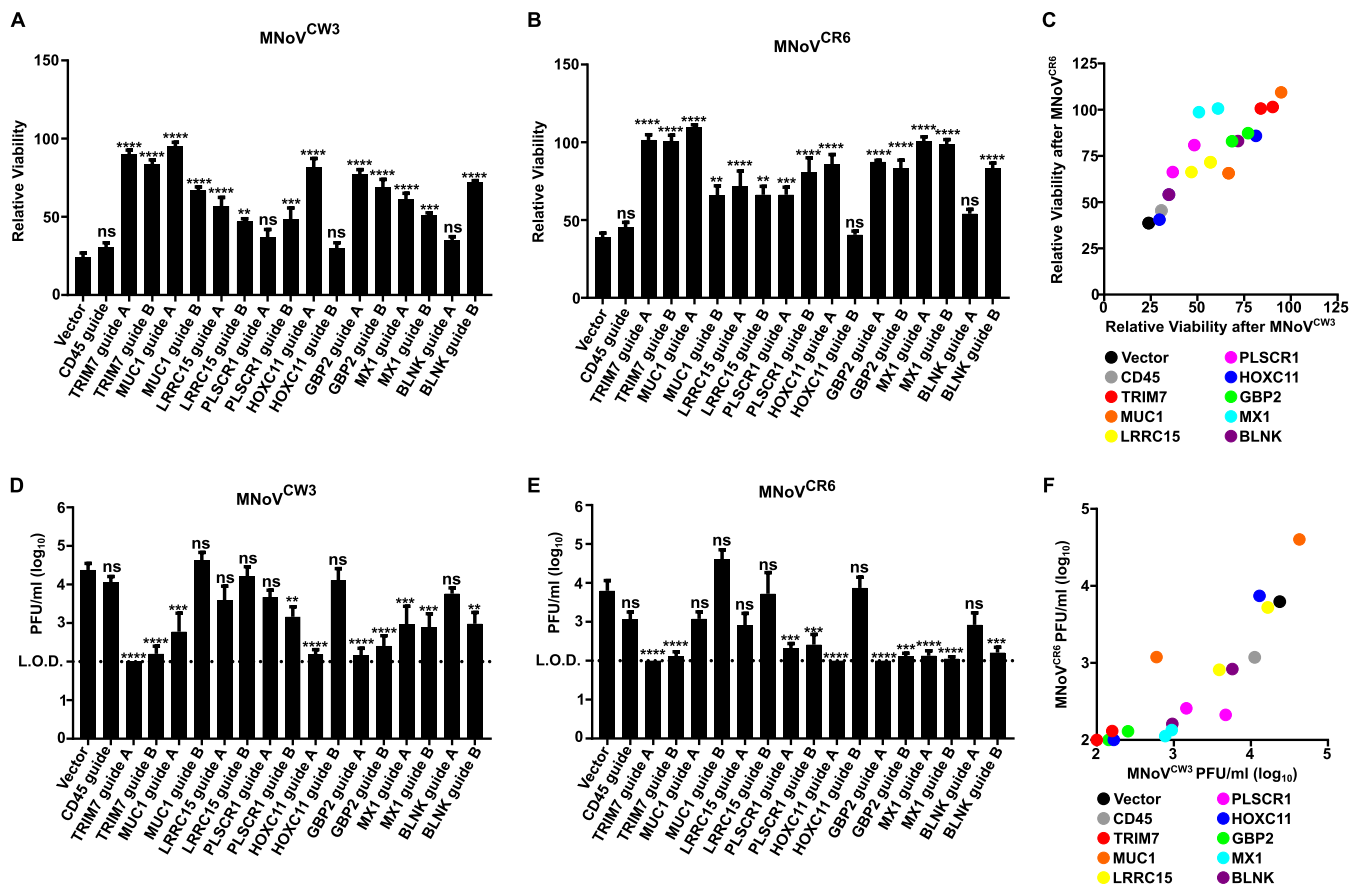 A
MNoV^CW3
Relative Viability
150
100
50
0
ns
****
****
****
****
****
**
ns
***
****
ns
****
****
****
***
ns
****
Vector
CD45 guide
TRIM7 guide A
TRIM7 guide B
MUC1 guide A
MUC1 guide B
LRRC15 guide A
LRRC15 guide B
PLSCR1 guide A
PLSCR1 guide B
HOXC11 guide A
HOXC11 guide B
GBP2 guide A
GBP2 guide B
MX1 guide A
MX1 guide B
BLNK guide A
BLNK guide B
B
MNoV^CR6
Relative Viability
150
100
50
0
ns
****
****
****
**
****
**
***
****
****
ns
****
****
****
****
ns
****
Vector
CD45 guide
TRIM7 guide A
TRIM7 guide B
MUC1 guide A
MUC1 guide B
LRRC15 guide A
LRRC15 guide B
PLSCR1 guide A
PLSCR1 guide B
HOXC11 guide A
HOXC11 guide B
GBP2 guide A
GBP2 guide B
MX1 guide A
MX1 guide B
BLNK guide A
BLNK guide B
C
Relative Viability after MNoV^CR6
125
100
75
50
25
0
0 25 50 75 100 125
Relative Viability after MNoV^CW3
Vector
CD45
TRIM7
MUC1
LRRC15
PLSCR1
HOXC11
GBP2
MX1
BLNK
D
MNoV^CW3
PFU/ml (log₁₀)
6
5
4
3
L.O.D.
1
0
ns
****
****
***
ns
ns
ns
ns
**
****
ns
****
****
***
***
ns
**
Vector
CD45 guide
TRIM7 guide A
TRIM7 guide B
MUC1 guide A
MUC1 guide B
LRRC15 guide A
LRRC15 guide B
PLSCR1 guide A
PLSCR1 guide B
HOXC11 guide A
HOXC11 guide B
GBP2 guide A
GBP2 guide B
MX1 guide A
MX1 guide B
BLNK guide A
BLNK guide B
E
MNoV^CR6
PFU/ml (log₁₀)
6
5
4
3
L.O.D.
1
0
ns
****
****
ns
ns
ns
ns
***
***
****
ns
****
***
****
****
ns
***
Vector
CD45 guide
TRIM7 guide A
TRIM7 guide B
MUC1 guide A
MUC1 guide B
LRRC15 guide A
LRRC15 guide B
PLSCR1 guide A
PLSCR1 guide B
HOXC11 guide A
HOXC11 guide B
GBP2 guide A
GBP2 guide B
MX1 guide A
MX1 guide B
BLNK guide A
BLNK guide B
F
MNoV^CR6 PFU/ml (log₁₀)
5
4
3
2
2 3 4 5
MNoV^CW3 PFU/ml (log₁₀)
Vector
CD45
TRIM7
MUC1
LRRC15
PLSCR1
HOXC11
GBP2
MX1
BLNK